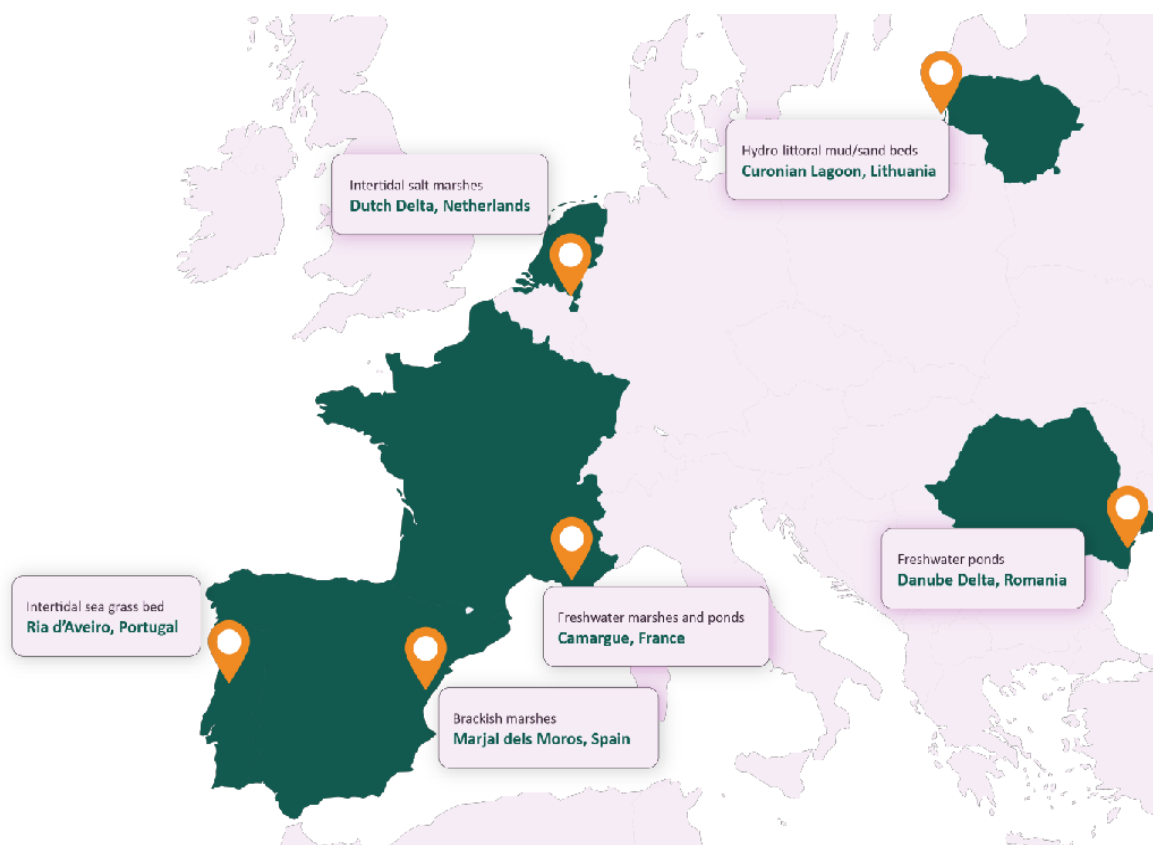 Hydro littoral mud/sand beds
Curonian Lagoon, Lithuania
Intertidal salt marshes
Dutch Delta, Netherlands
Freshwater ponds
Danube Delta, Romania
Intertidal sea grass bed
Ria d'Aveiro, Portugal
Freshwater marshes and ponds
Camargue, France
Brackish marshes
Marjal dels Moros, Spain